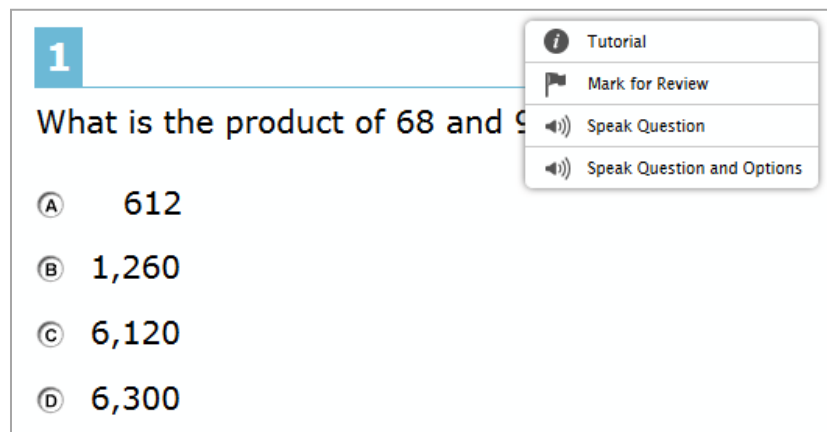 1
What is the product of 68 and
A 612
B 1,260
C 6,120
D 6,300
Tutorial
Mark for Review
Speak Question
Speak Question and Options